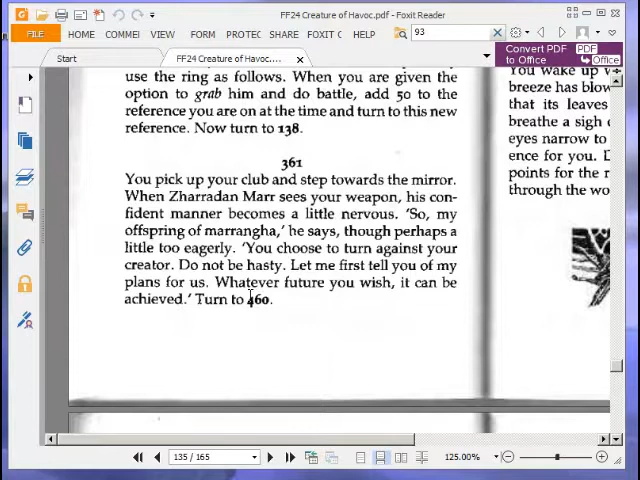 FF24 Creature of Havoc.pdf - Foxit Reader
FILE HOME COMMEI VIEW FORM PROTEC SHARE FOXIT C 93
Start FF24 Creature of Havoc....
Convert PDF to Office
PDF
Office
use the ring as follows. When you are given the
option to grab him and do battle, add 50 to the
reference you are on at the time and turn to this new
reference. Now turn to 138.
361
You pick up your club and step towards the mirror.
When Zharradan Marr sees your weapon, his con-
fident manner becomes a little nervous. 'So, my
offspring of marrangha,' he says, though perhaps a
little too eagerly. 'You choose to turn against your
creator. Do not be hasty. Let me first tell you of my
plans for us. Whatever future you wish, it can be
achieved.' Turn to 460.
You wake up
breeze has blow
that its leaves
breathe a sigh
eyes narrow to
ence for you.
points for the r
through the wo
135 / 165
125.00%